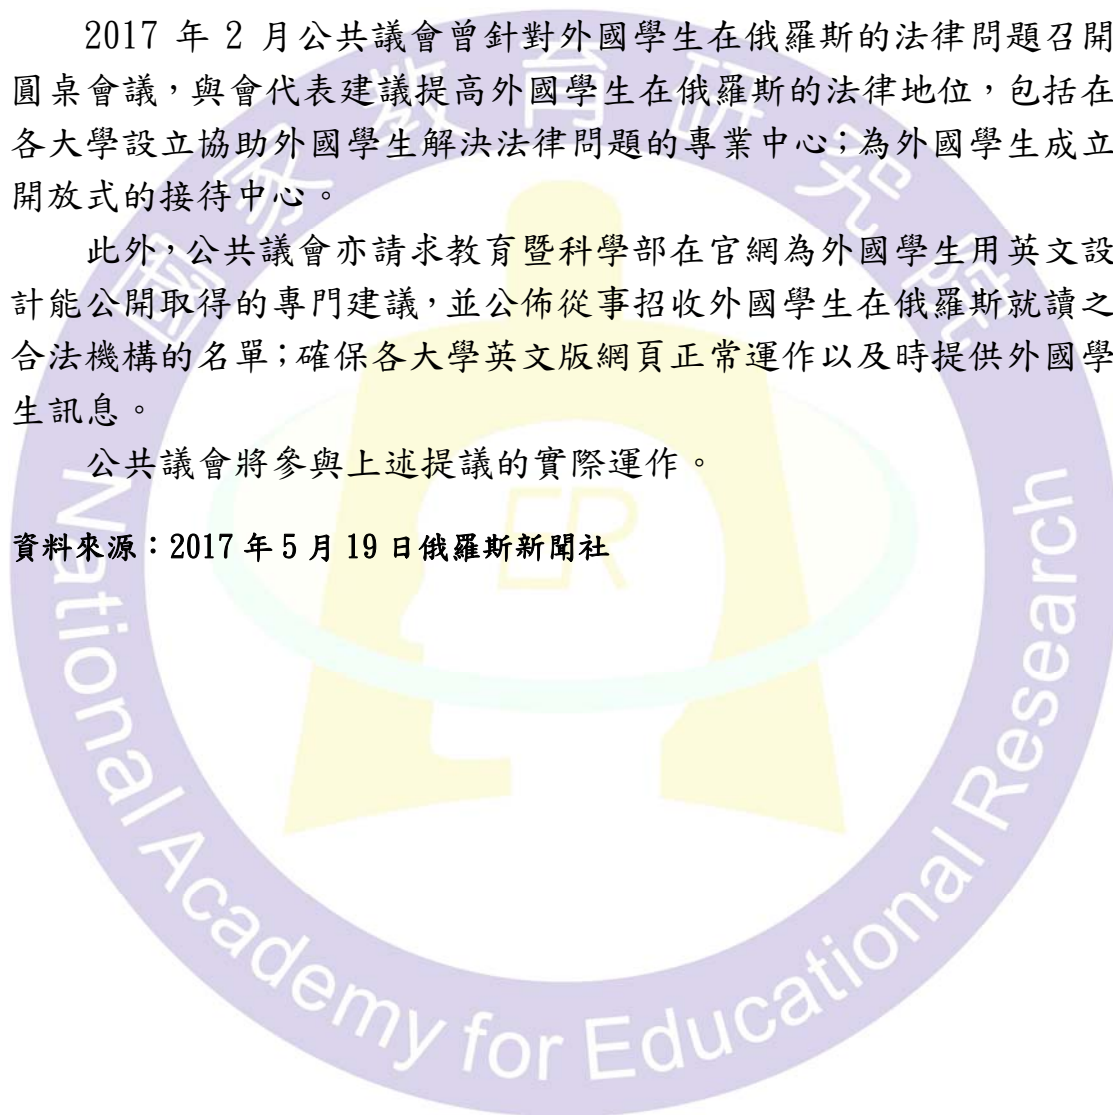 2017 年 2 月公共議會曾針對外國學生在俄羅斯的法律問題召開
圓桌會議，與會代表建議提高外國學生在俄羅斯的法律地位，包括在
各大學設立協助外國學生解決法律問題的專業中心；為外國學生成立
開放式的接待中心。
此外，公共議會亦請求教育暨科學部在官網為外國學生用英文設
計能公開取得的專門建議，並公佈從事招收外國學生在俄羅斯就讀之
合法機構的名單；確保各大學英文版網頁正常運作以及時提供外國學
生訊息。
公共議會將參與上述提議的實際運作。
資料來源：2017 年 5 月 19 日俄羅斯新聞社
國家教育研究院
National Academy for Educational Research
ER